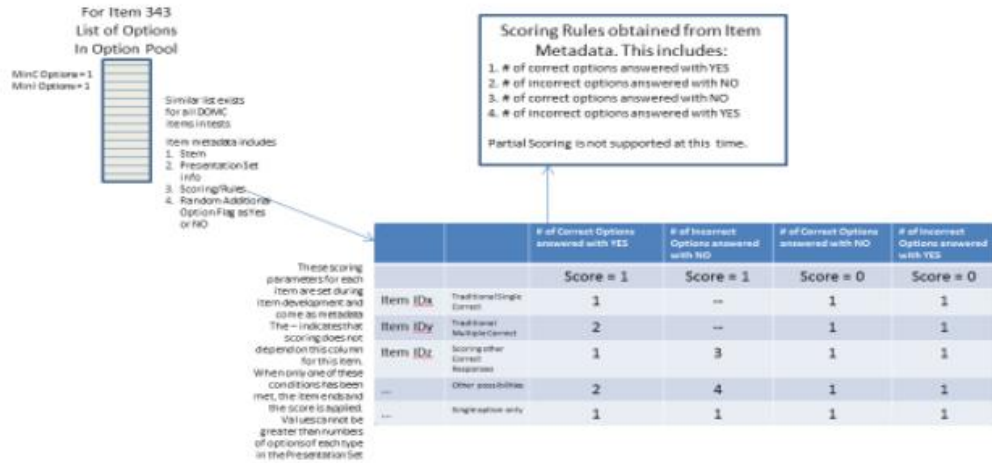 For Item 343
List of Options
In Option Pool
MinC Options = 1
MinI Options = 1
Similar list exists
for all DOMC
items in tests
Item metadata includes
1. Stem
2. Presentation Set
Info
3. Scoring/Rules
4. Random Additional
Option Flag as Yes
or NO
Scoring Rules obtained from Item
Metadata. This includes:
1. # of correct options answered with YES
2. # of incorrect options answered with NO
3. # of correct options answered with NO
4. # of incorrect options answered with YES
Partial Scoring is not supported at this time.
These scoring
parameters for each
item are set during
item development and
come as metadata
The -- indicates that
scoring does not
depend on this column
for this item.
When only one of these
conditions has been
met, the item ends and
the score is applied.
Values cannot be
greater than numbers
of options of each type
in the Presentation Set
# of Correct Options answered with YES # of Incorrect Options answered with NO # of Correct Options answered with NO # of Incorrect Options answered with YES
Score = 1 Score = 1 Score = 0 Score = 0
Item IDx Traditional Single Correct 1 -- 1 1
Item IDy Traditional Multiple Correct 2 -- 1 1
Item IDz Scoring other Correct Responses 1 3 1 1
... Other possibilities 2 4 1 1
... Single option only 1 1 1 1